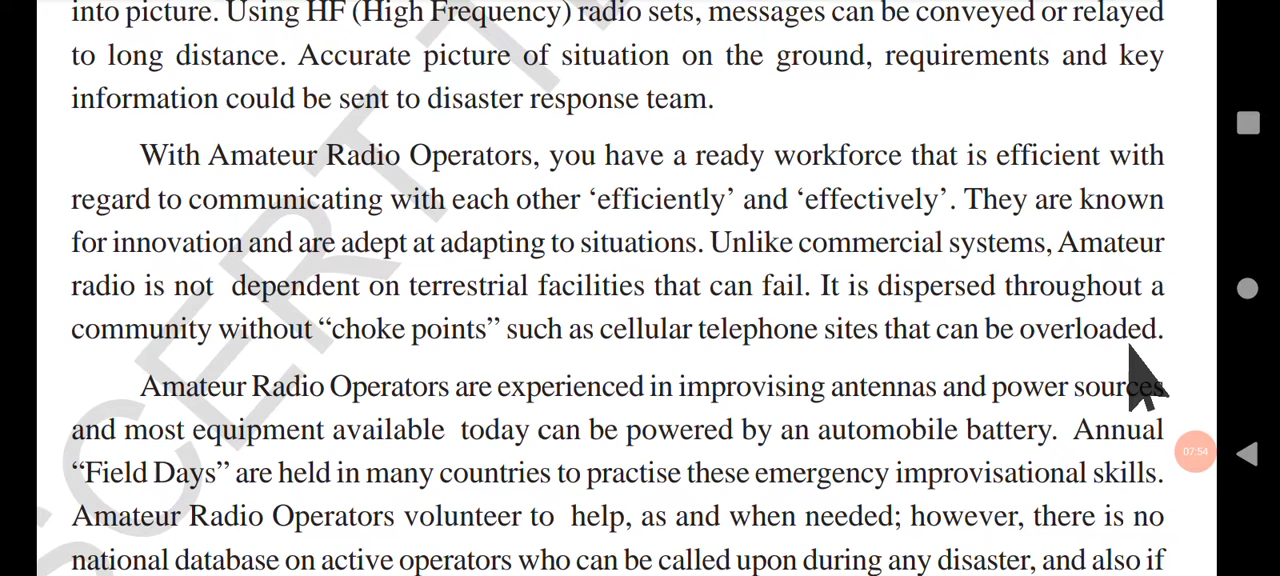 into picture. Using HF (High Frequency) radio sets, messages can be conveyed or relayed
to long distance. Accurate picture of situation on the ground, requirements and key
information could be sent to disaster response team.
With Amateur Radio Operators, you have a ready workforce that is efficient with
regard to communicating with each other ‘efficiently’ and ‘effectively’. They are known
for innovation and are adept at adapting to situations. Unlike commercial systems, Amateur
radio is not dependent on terrestrial facilities that can fail. It is dispersed throughout a
community without “choke points” such as cellular telephone sites that can be overloaded.
Amateur Radio Operators are experienced in improvising antennas and power sources
and most equipment available today can be powered by an automobile battery. Annual
“Field Days” are held in many countries to practise these emergency improvisational skills.
Amateur Radio Operators volunteer to help, as and when needed; however, there is no
national database on active operators who can be called upon during any disaster, and also if
SCERT T
07:54